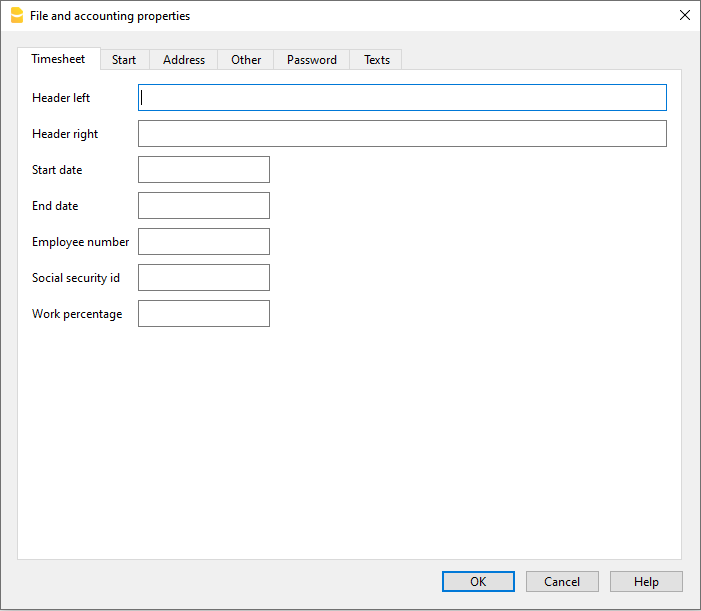 File and accounting properties
Timesheet Start Address Other Password Texts
Header left
Header right
Start date
End date
Employee number
Social security id
Work percentage
OK Cancel Help